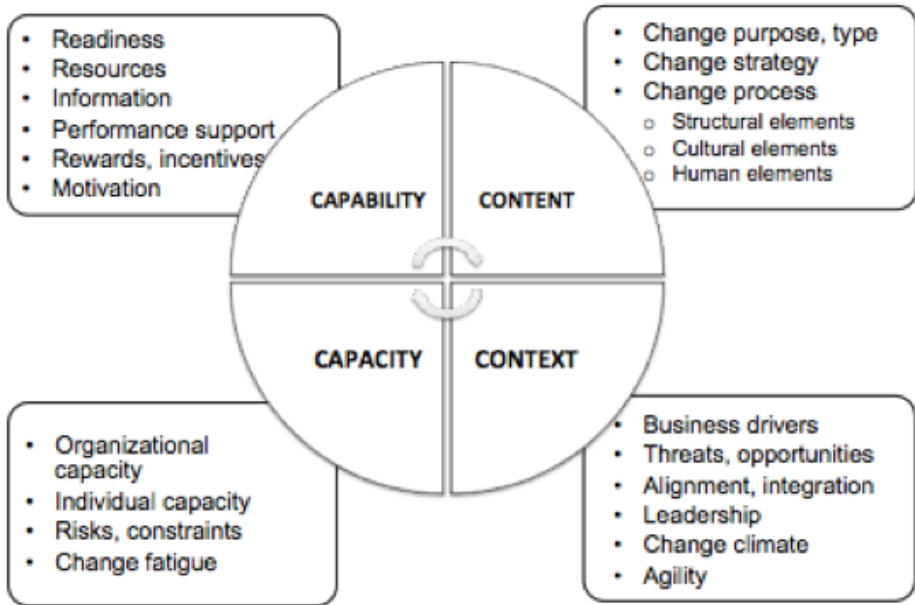 • Readiness
• Resources
• Information
• Performance support
• Rewards, incentives
• Motivation
• Change purpose, type
• Change strategy
• Change process
o Structural elements
o Cultural elements
o Human elements
CAPABILITY
CONTENT
CAPACITY
CONTEXT
• Organizational
capacity
• Individual capacity
• Risks, constraints
• Change fatigue
• Business drivers
• Threats, opportunities
• Alignment, integration
• Leadership
• Change climate
• Agility